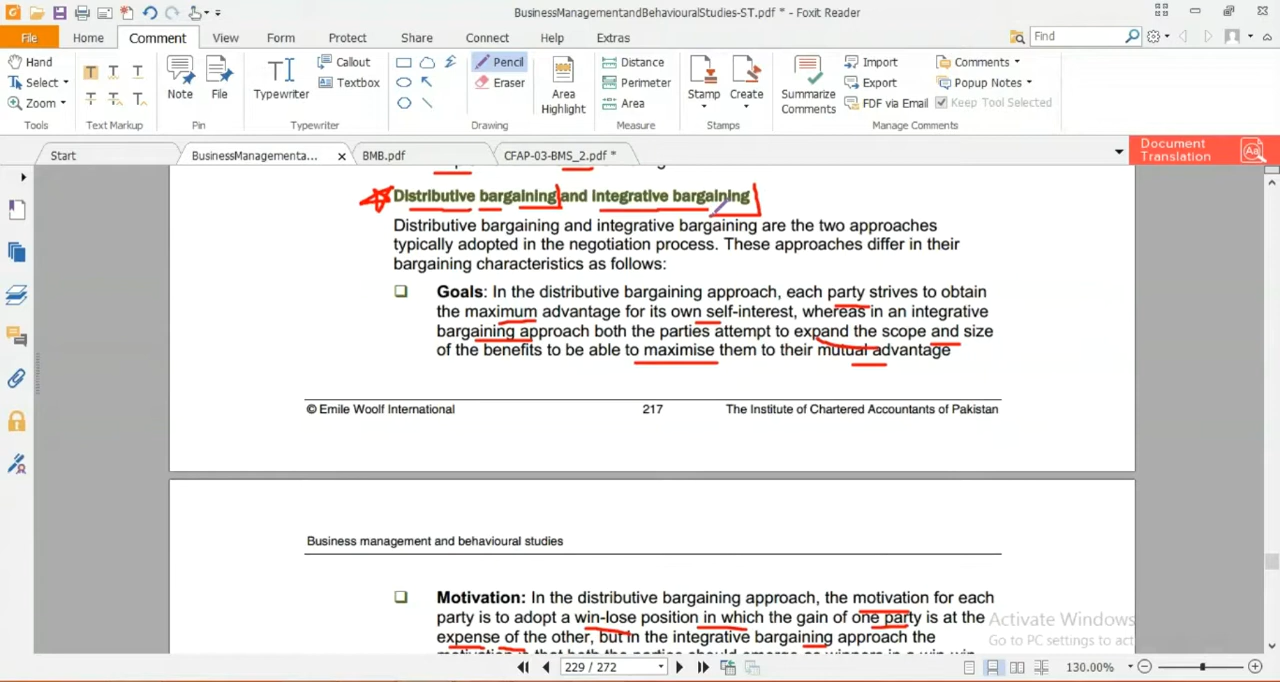 BusinessManagementandBehaviouralStudies-ST.pdf * - Foxit Reader
File Home Comment View Form Protect Share Connect Help Extras Find
Hand Select Zoom Tools
Text Markup
Note File Pin
Typewriter Callout Textbox Typewriter
Pencil Eraser Area Highlight Drawing
Distance Perimeter Area Measure
Stamp Create Stamps
Summarize Comments Import Export FDF via Email Comments Popup Notes Keep Tool Selected Manage Comments
Start BusinessManagementa... BMB.pdf CFAP-03-BMS_2.pdf * Document Translation
Distributive bargaining and integrative bargaining
Distributive bargaining and integrative bargaining are the two approaches
typically adopted in the negotiation process. These approaches differ in their
bargaining characteristics as follows:
Goals: In the distributive bargaining approach, each party strives to obtain
the maximum advantage for its own self-interest, whereas in an integrative
bargaining approach both the parties attempt to expand the scope and size
of the benefits to be able to maximise them to their mutual advantage
© Emile Woolf International 217 The Institute of Chartered Accountants of Pakistan
Business management and behavioural studies
Motivation: In the distributive bargaining approach, the motivation for each
party is to adopt a win-lose position in which the gain of one party is at the
expense of the other, but in the integrative bargaining approach the
Activate Windows
Go to PC settings to act
229 / 272 130.00%